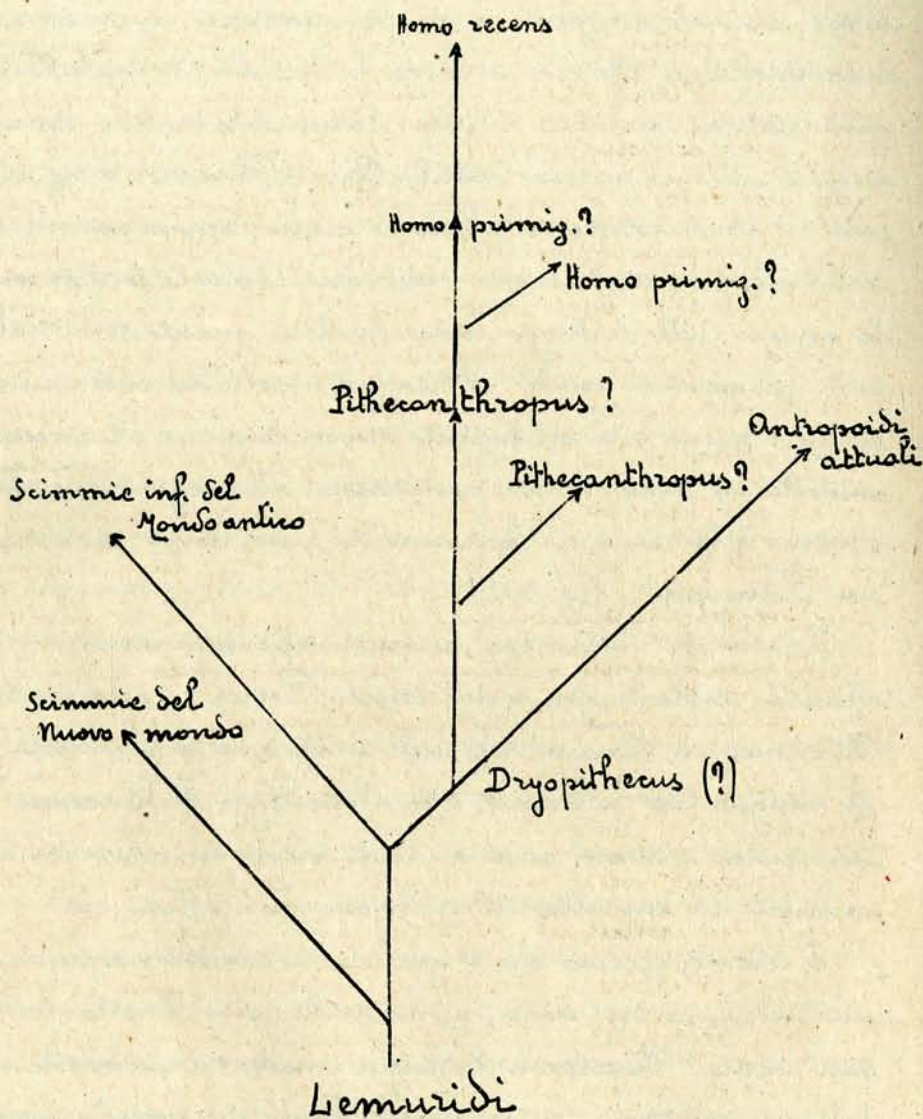 Homo recens
Homo primig. ?
Homo primig. ?
Pithecanthropus ?
Antropoidi
attuali
Pithecanthropus ?
Scimmie inf. del
Mondo antico
Scimmie del
Nuovo mondo
Dryopithecus (?)
Lemuridi